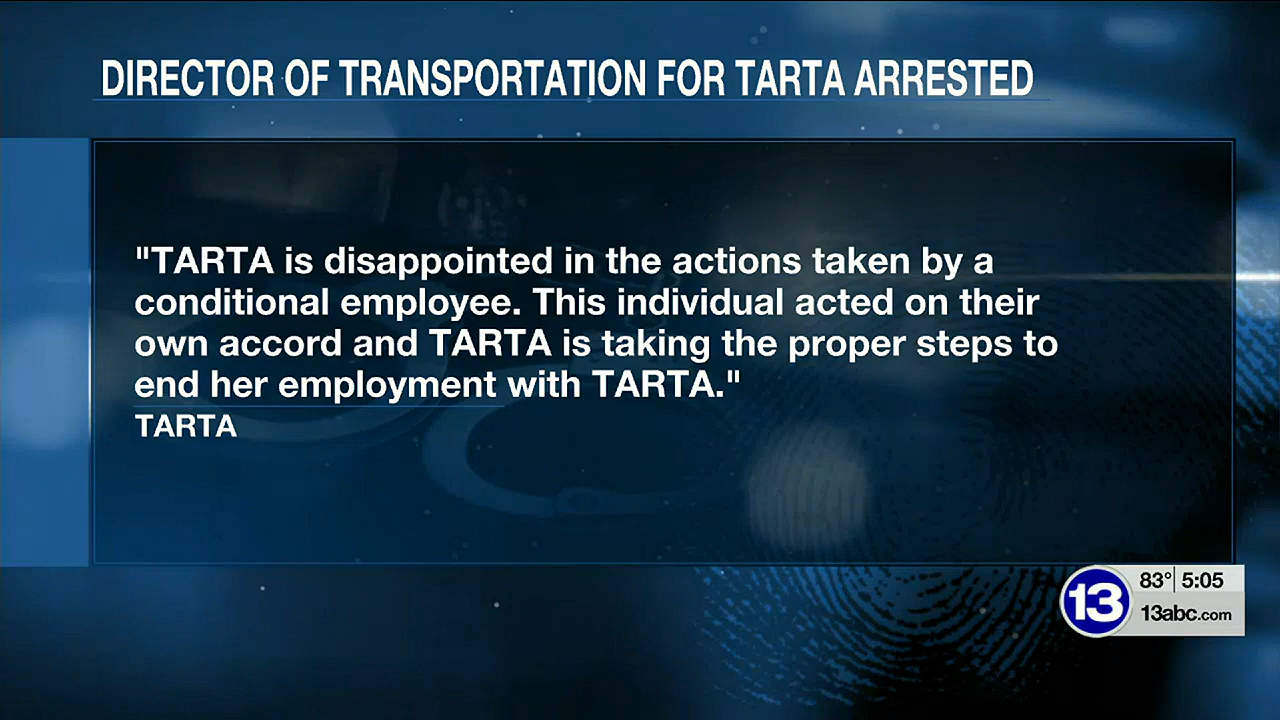 DIRECTOR OF TRANSPORTATION FOR TARTA ARRESTED
"TARTA is disappointed in the actions taken by a
conditional employee. This individual acted on their
own accord and TARTA is taking the proper steps to
end her employment with TARTA."
TARTA
13
83° 5:05
13abc.com